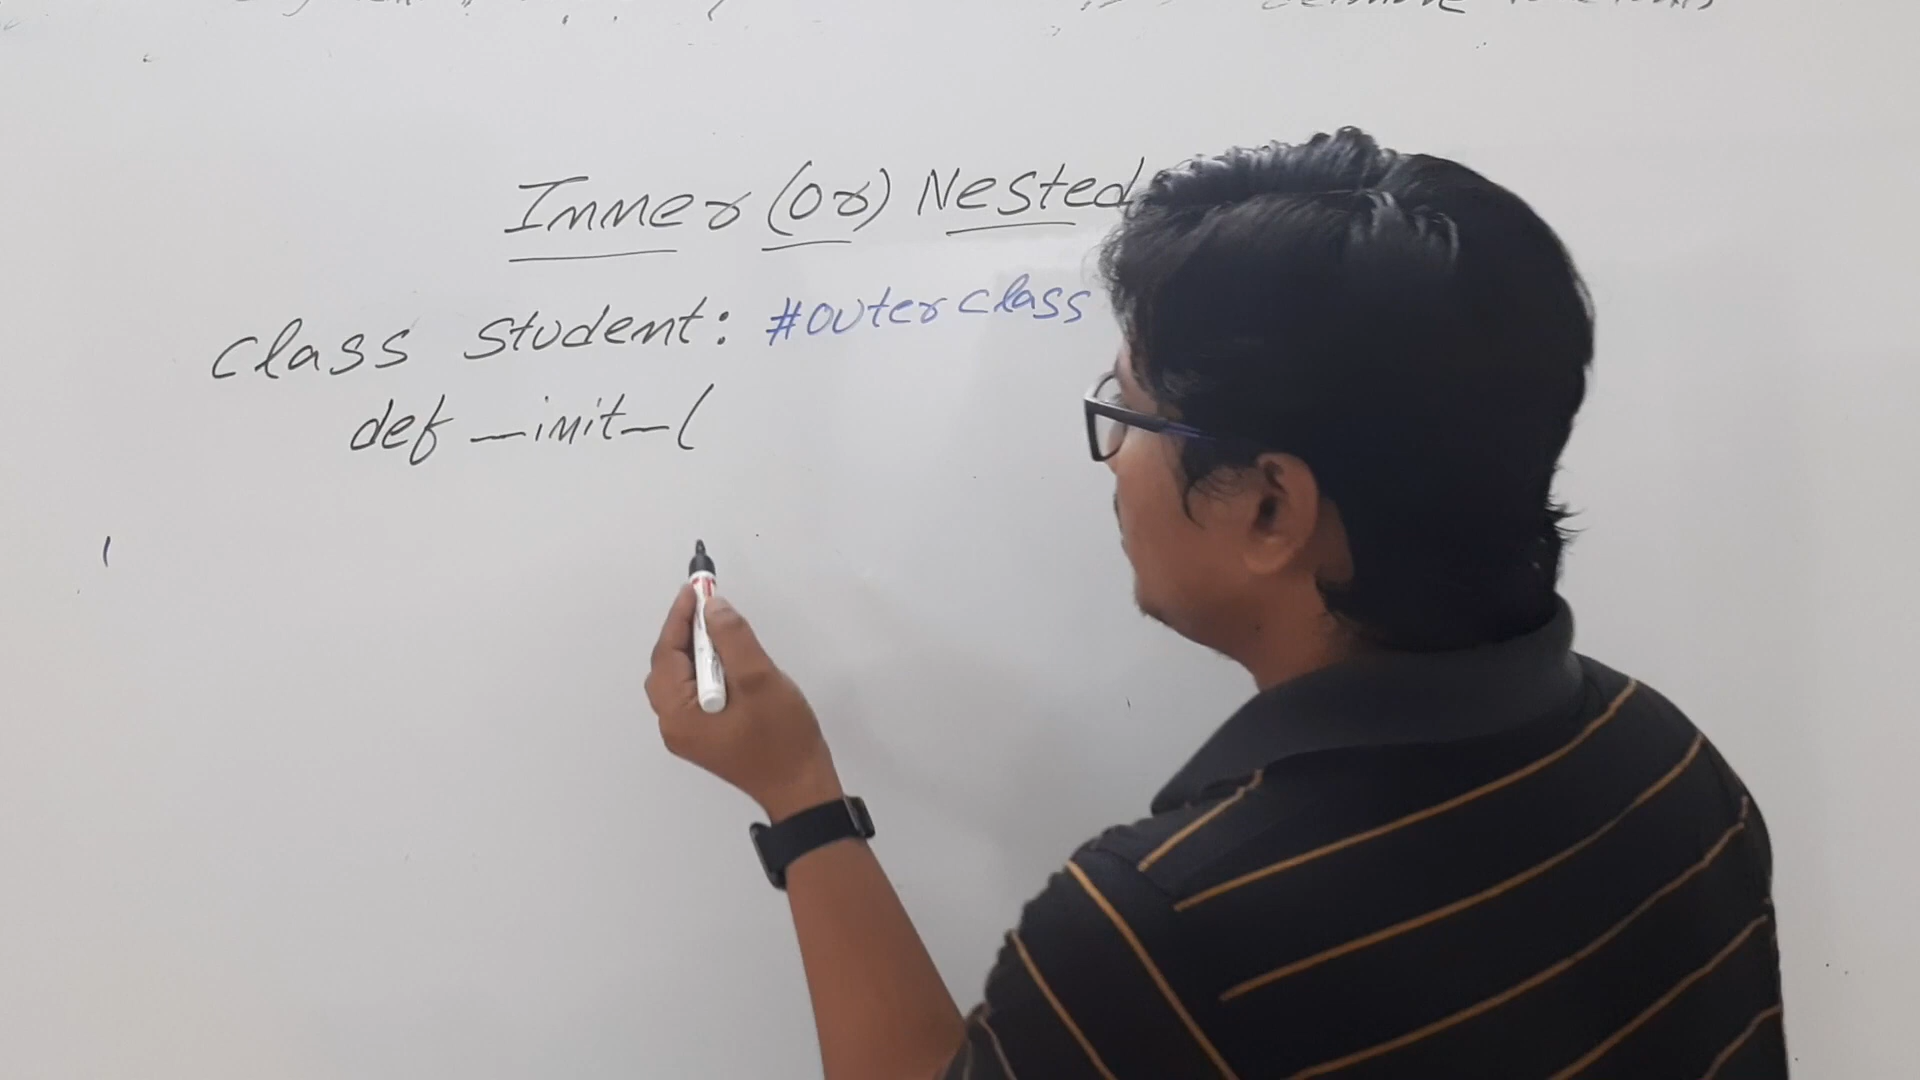 Inner (or) Nested
class student: #outer class
def __init__(